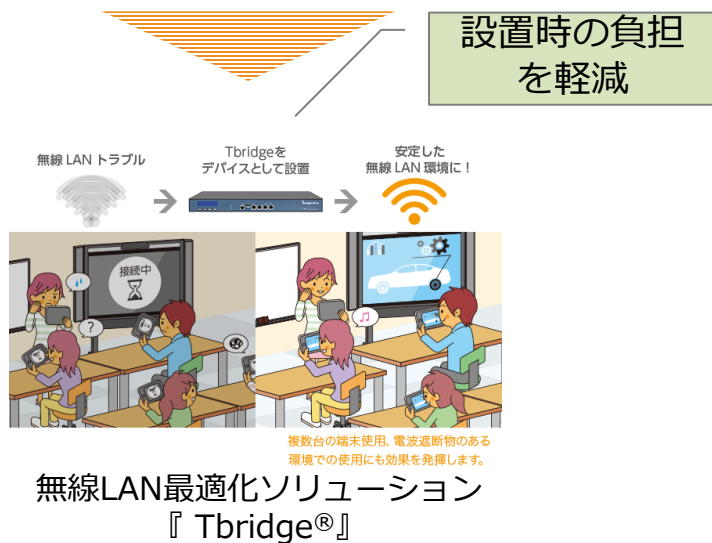 設置時の負担
を軽減
無線 LAN トラブル
Tbridgeを
デバイスとして設置
安定した
無線 LAN 環境に！
接続中
?
複数台の端末使用、電波遮断物のある
環境での使用にも効果を発揮します。
無線LAN最適化ソリューション
『 Tbridge®』